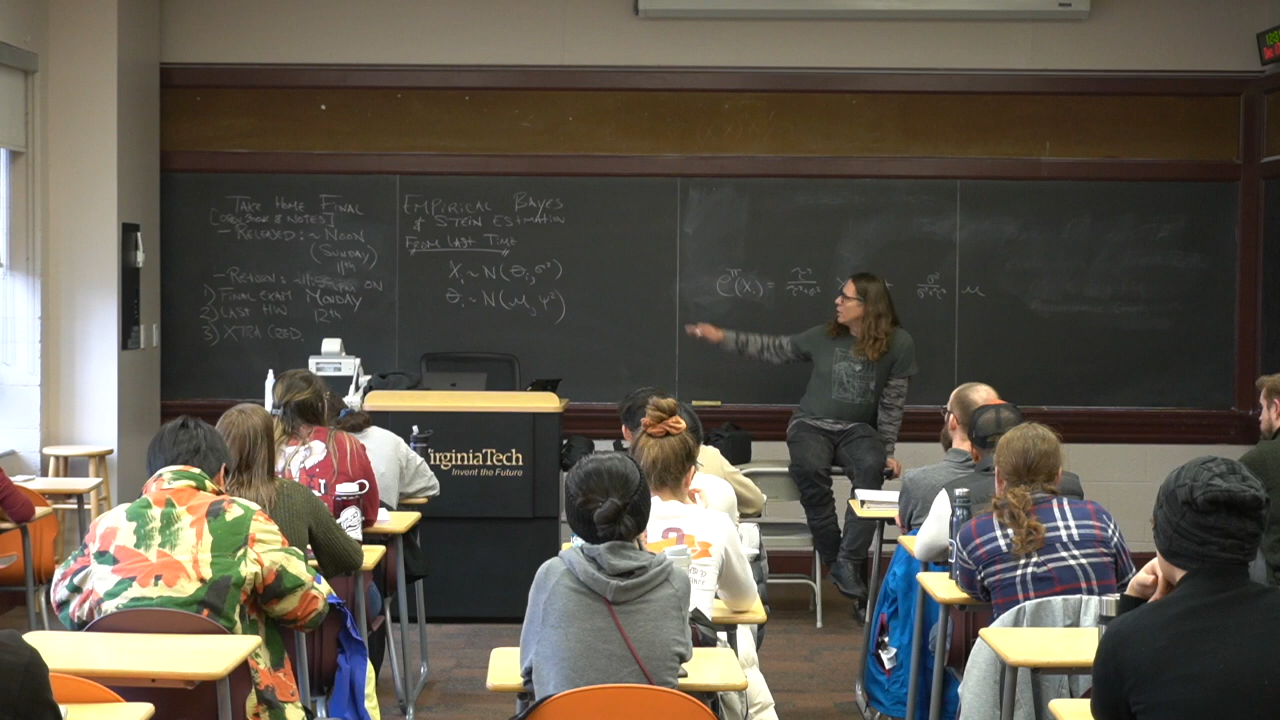 TAKE HOME FINAL
[OPEN BOOK & NOTES]
- RELEASED: ~ NOON
(SUNDAY)
11th
- RETURN: ON
1) FINAL EXAM MONDAY
2) LAST HW 12th
3) XTRA CRED.
EMPIRICAL BAYES
& STEIN ESTIMATION
FROM LAST TIME
Xᵢ ~ N(θᵢ, σ²)
θᵢ ~ N(μ, τ²)
VirginiaTech
Invent the Future